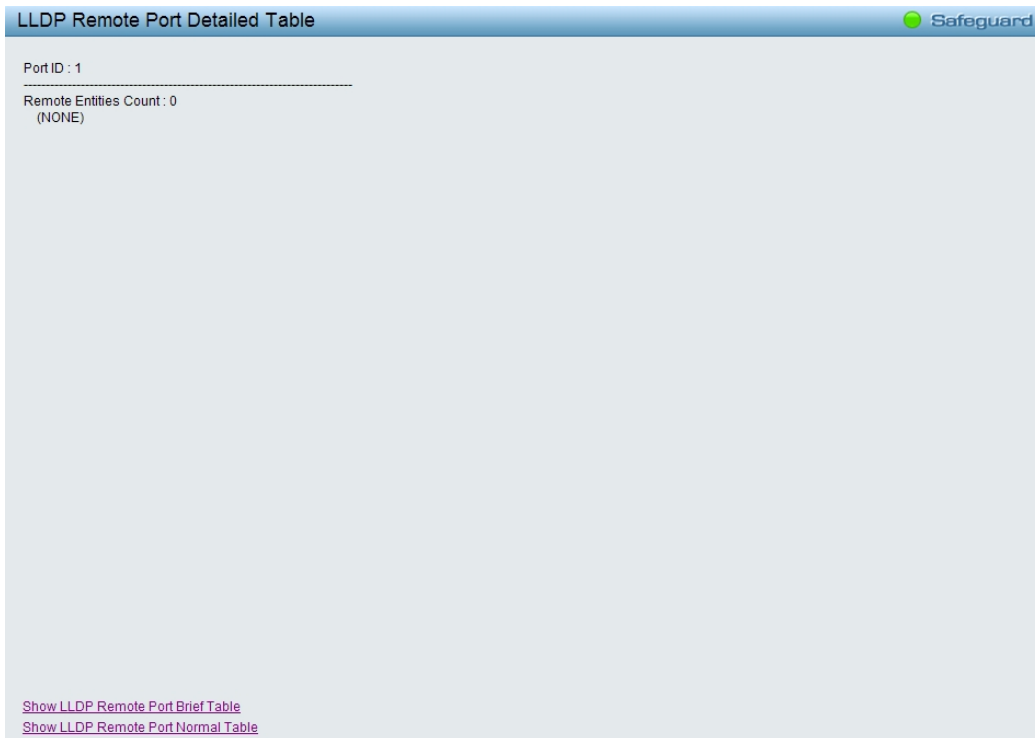 LLDP Remote Port Detailed Table
Safeguard
Port ID : 1
--------------------------------------------------------------------------
Remote Entities Count : 0
(NONE)
Show LLDP Remote Port Brief Table
Show LLDP Remote Port Normal Table